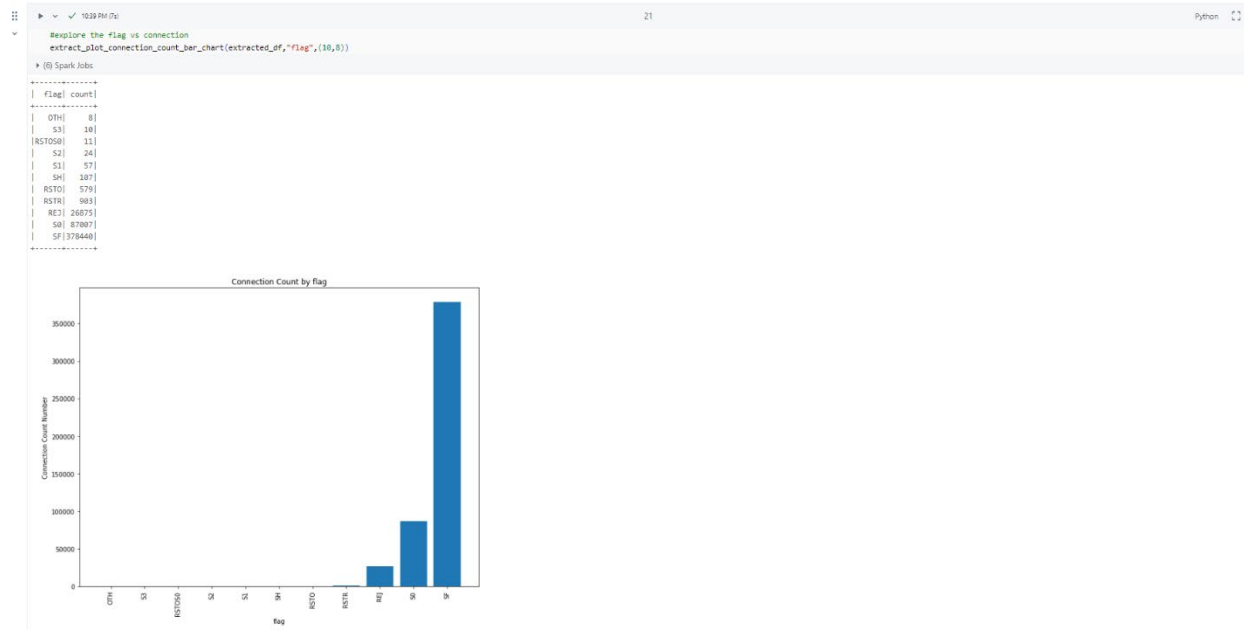 10:39 PM (7s)
21
Python
#explore the flag vs connection
extract_plot_connection_count_bar_chart(extracted_df,"flag",(10,8))
(6) Spark Jobs
+------+------+
|  flag| count|
+------+------+
|   OTH|     8|
|    S3|    10|
|RSTOS0|    11|
|    S2|    24|
|    S1|    57|
|    SH|   107|
|  RSTO|   579|
|  RSTR|   903|
|   REJ| 26875|
|    S0| 87007|
|    SF|378440|
+------+------+
Connection Count by flag
Connection Count Number
350000
300000
250000
200000
150000
100000
50000
0
OTH
S3
RSTOS0
S2
S1
SH
RSTO
RSTR
REJ
S0
SF
flag